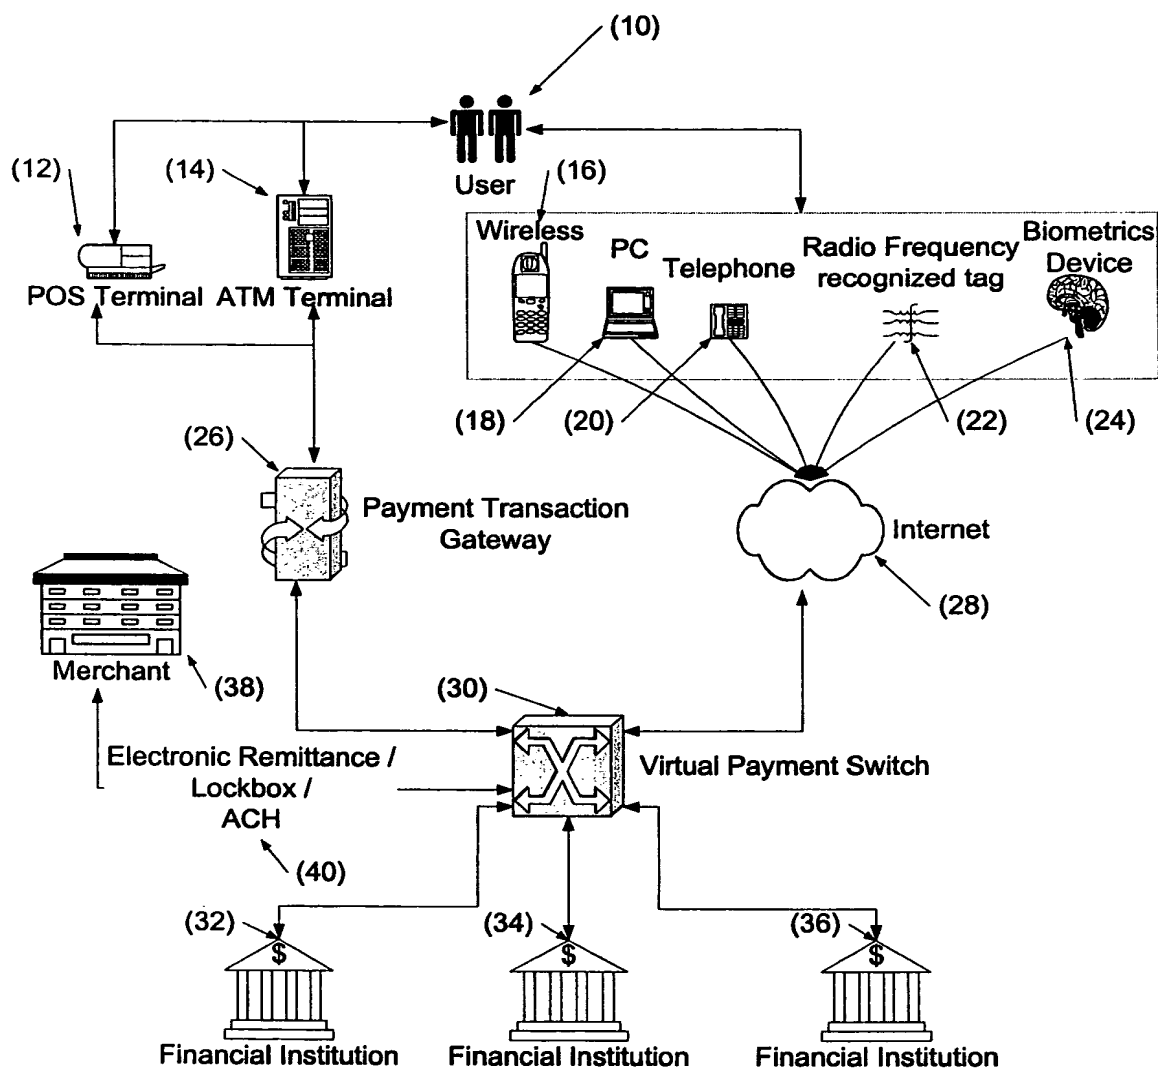 (10)
(12)
(14)
User
(16)
Wireless
PC
Telephone
Radio Frequency
recognized tag
Biometrics
Device
POS Terminal
ATM Terminal
(18)
(20)
(22)
(24)
(26)
Payment Transaction
Gateway
Internet
(28)
Merchant
(38)
(30)
Electronic Remittance /
Lockbox /
ACH
Virtual Payment Switch
(40)
(32)
(34)
(36)
$
$
$
Financial Institution
Financial Institution
Financial Institution